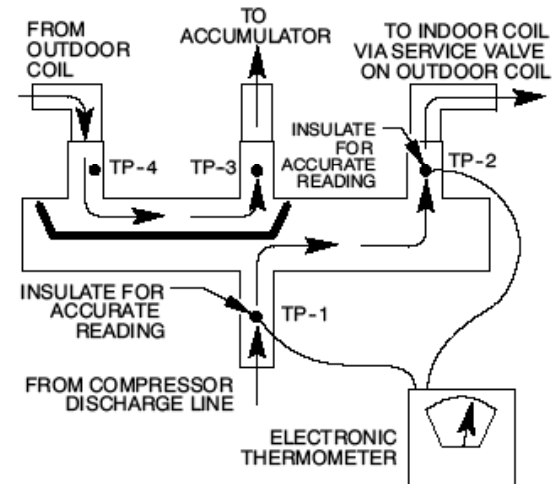 FROM
OUTDOOR
COIL
TO
ACCUMULATOR
TO INDOOR COIL
VIA SERVICE VALVE
ON OUTDOOR COIL
INSULATE
FOR
ACCURATE
READING
TP-4
TP-3
TP-2
INSULATE FOR
ACCURATE
READING
TP-1
FROM COMPRESSOR
DISCHARGE LINE
ELECTRONIC
THERMOMETER